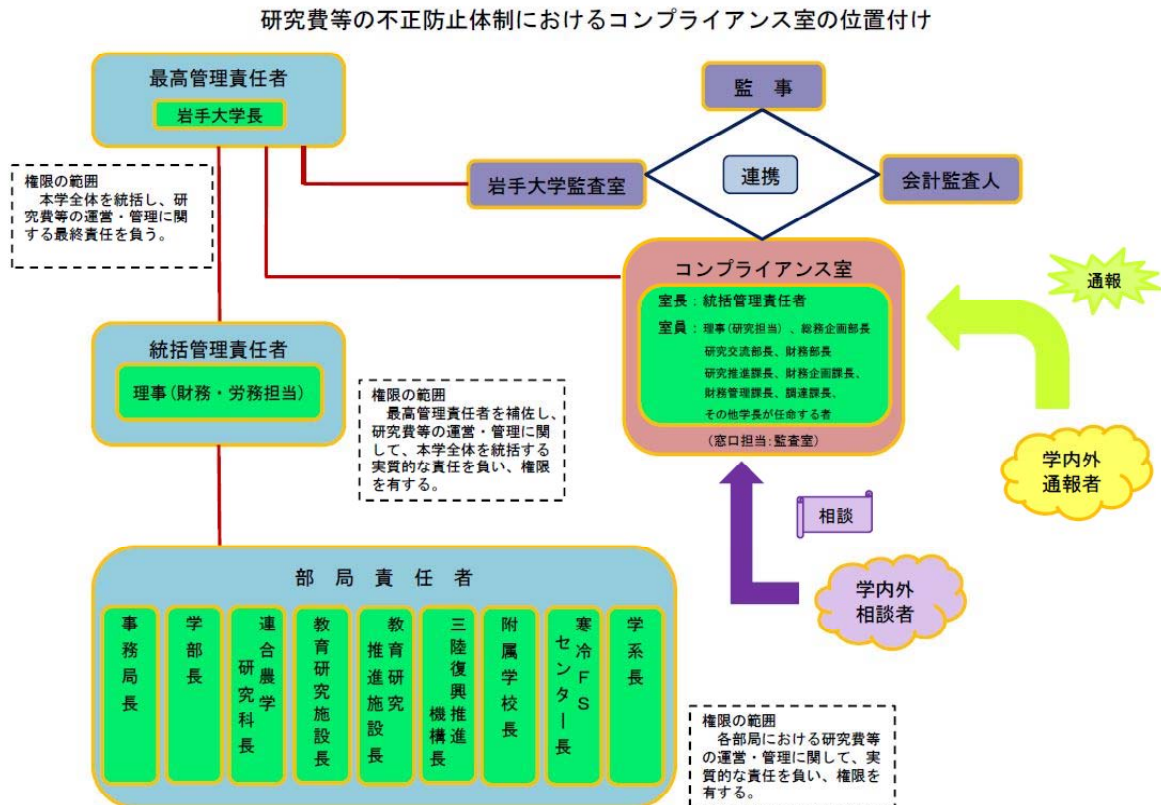 研究費等の不正防止体制におけるコンプライアンス室の位置付け
最高管理責任者
岩手大学長
権限の範囲
本学全体を統括し、研
究費等の運営・管理に関
する最終責任を負う。
監 事
岩手大学監査室
連携
会計監査人
コンプライアンス室
室長：統括管理責任者
室員：理事(研究担当)、総務企画部長
研究交流部長、財務部長
研究推進課長、財務企画課長、
財務管理課長、調達課長、
その他学長が任命する者
(窓口担当:監査室)
通報
学内外
通報者
相談
学内外
相談者
統括管理責任者
理事(財務・労務担当)
権限の範囲
最高管理責任者を補佐し、
研究費等の運営・管理に関
して、本学全体を統括する
実質的な責任を負い、権限
を有する。
部 局 責 任 者
事務局長
学部長
連合農学
研究科長
教育研究施設長
教育研究
推進施設長
三陸復興推進
機構長
附属学校長
寒冷FS
センター長
学系長
権限の範囲
各部局における研究費等
の運営・管理に関して、実
質的な責任を負い、権限を
有する。